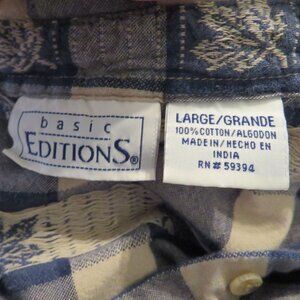 basic
EDITIONS®
LARGE/GRANDE
100%COTTON/ALGODON
MADE IN/HECHO EN
INDIA
RN# 59394